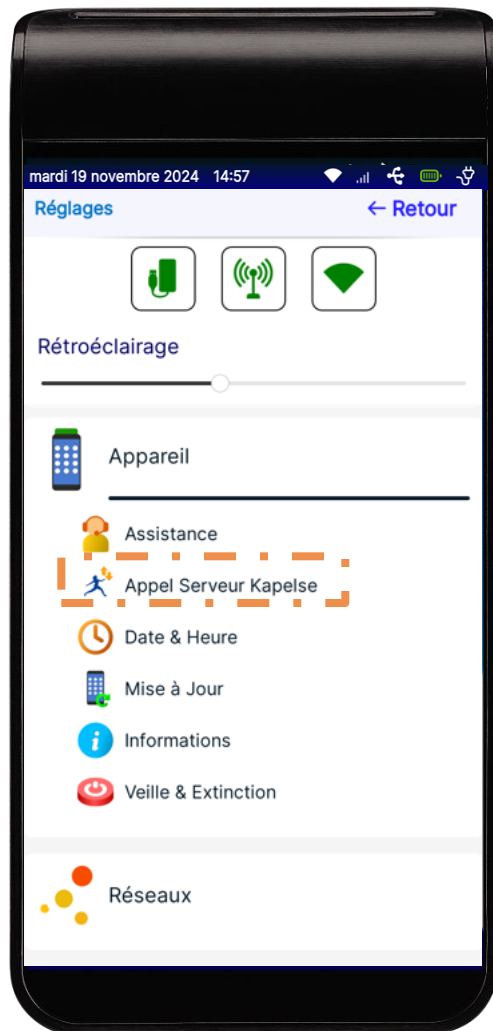 mardi 19 novembre 2024 14:57
Réglages ← Retour
Rétroéclairage
Appareil
Assistance
Appel Serveur Kapelse
Date & Heure
Mise à Jour
Informations
Veille & Extinction
Réseaux